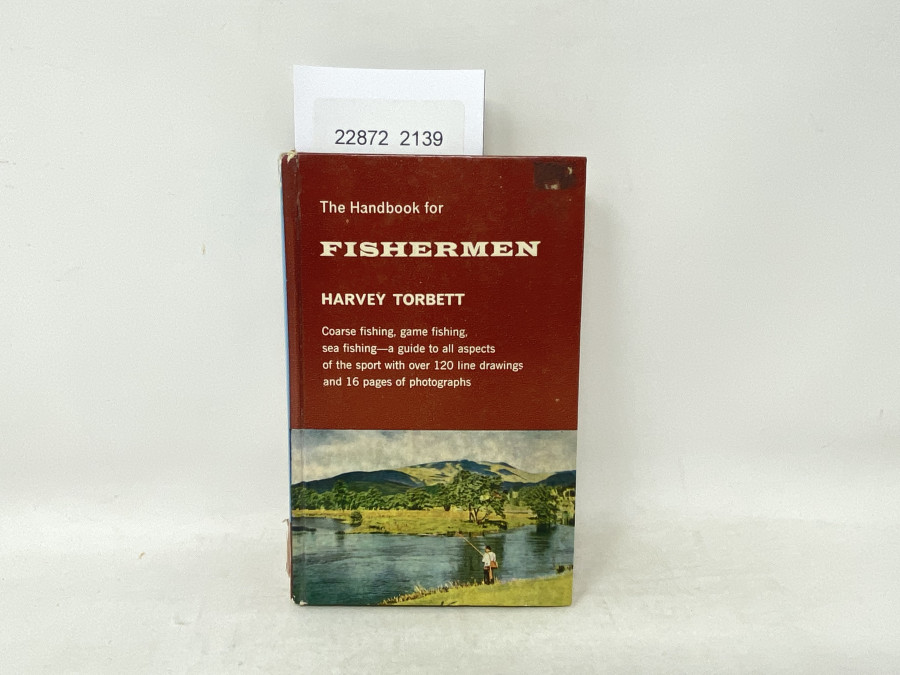 22872 2139
The Handbook for
FISHERMEN
HARVEY TORBETT
Coarse fishing, game fishing,
sea fishing—a guide to all aspects
of the sport with over 120 line drawings
and 16 pages of photographs